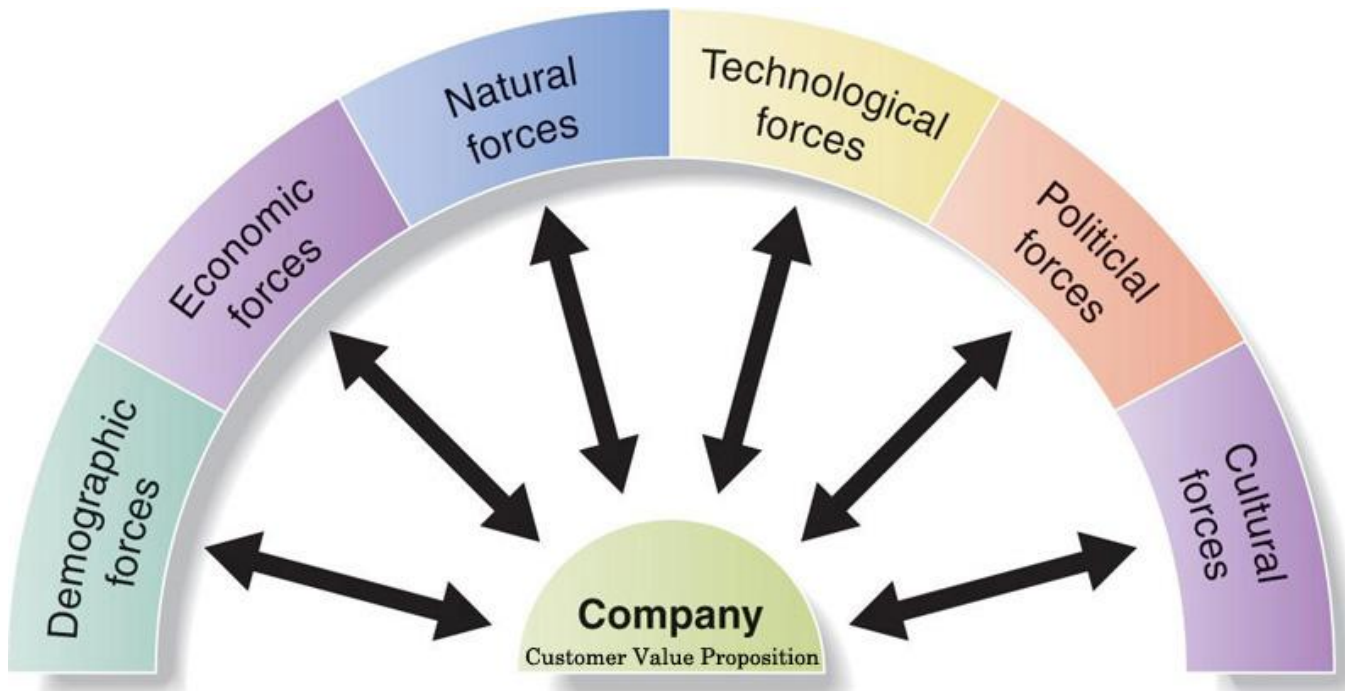 Demographic
forces
Economic
forces
Natural
forces
Technological
forces
Politiclal
forces
Cultural
forces
Company
Customer Value Proposition